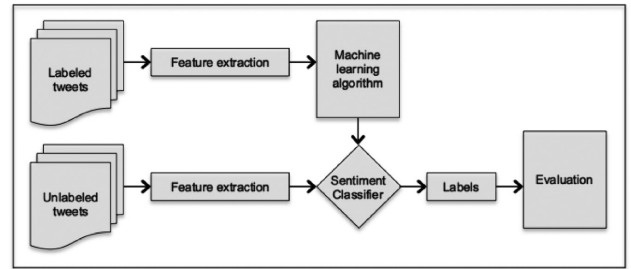 Labeled
tweets
Feature extraction
Machine
learning
algorithm
Unlabeled
tweets
Feature extraction
Sentiment
Classifier
Labels
Evaluation